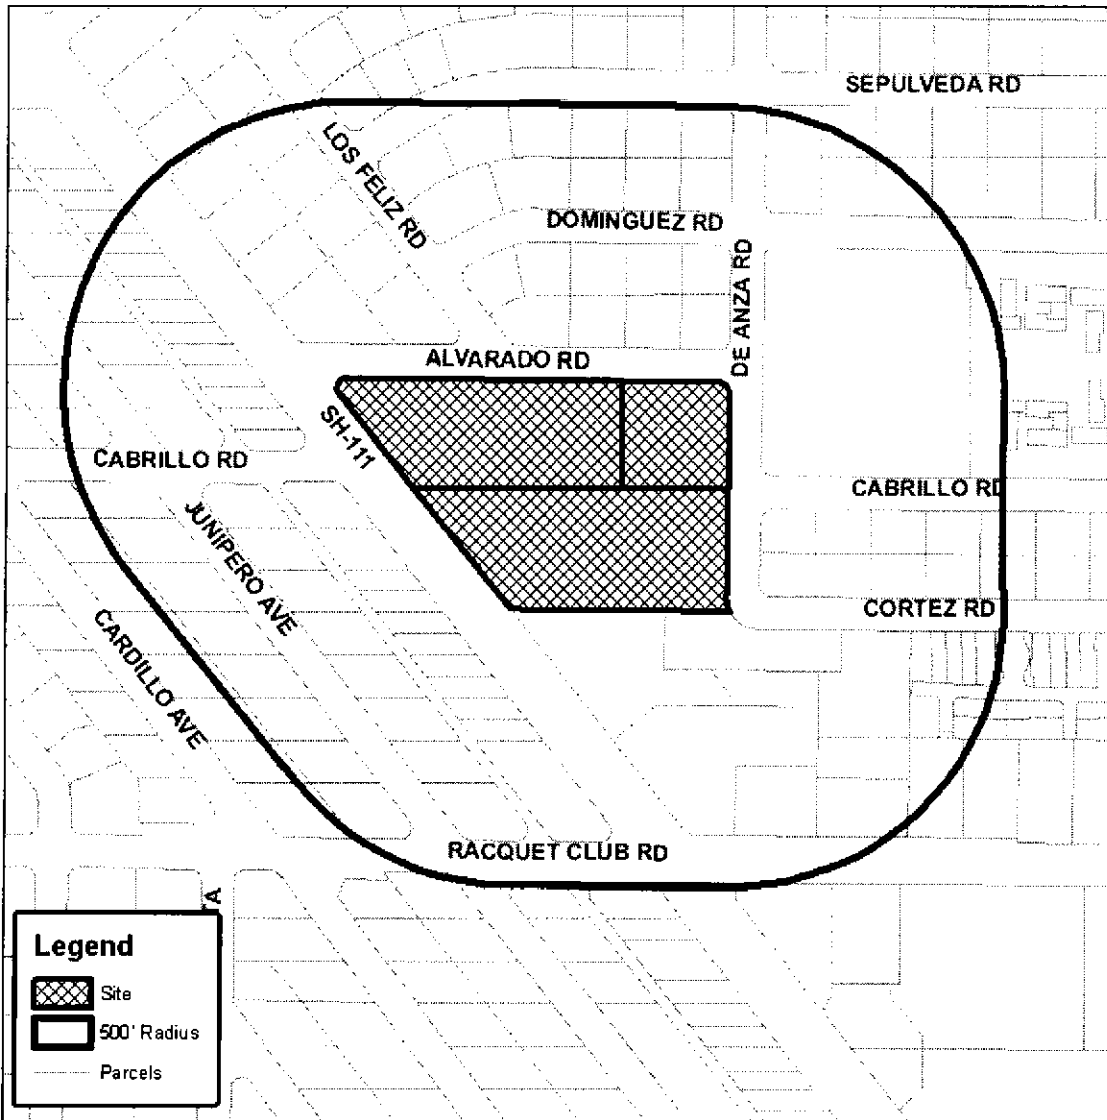 SEPULVEDA RD
LOS FELIZ RD
DOMINGUEZ RD
DE ANZA RD
ALVARADO RD
SH-111
CABRILLO RD
CABRILLO RD
JUNIPERO AVE
CORTEZ RD
CARDILLO AVE
RACQUET CLUB RD
TA
Legend
Site
500' Radius
Parcels